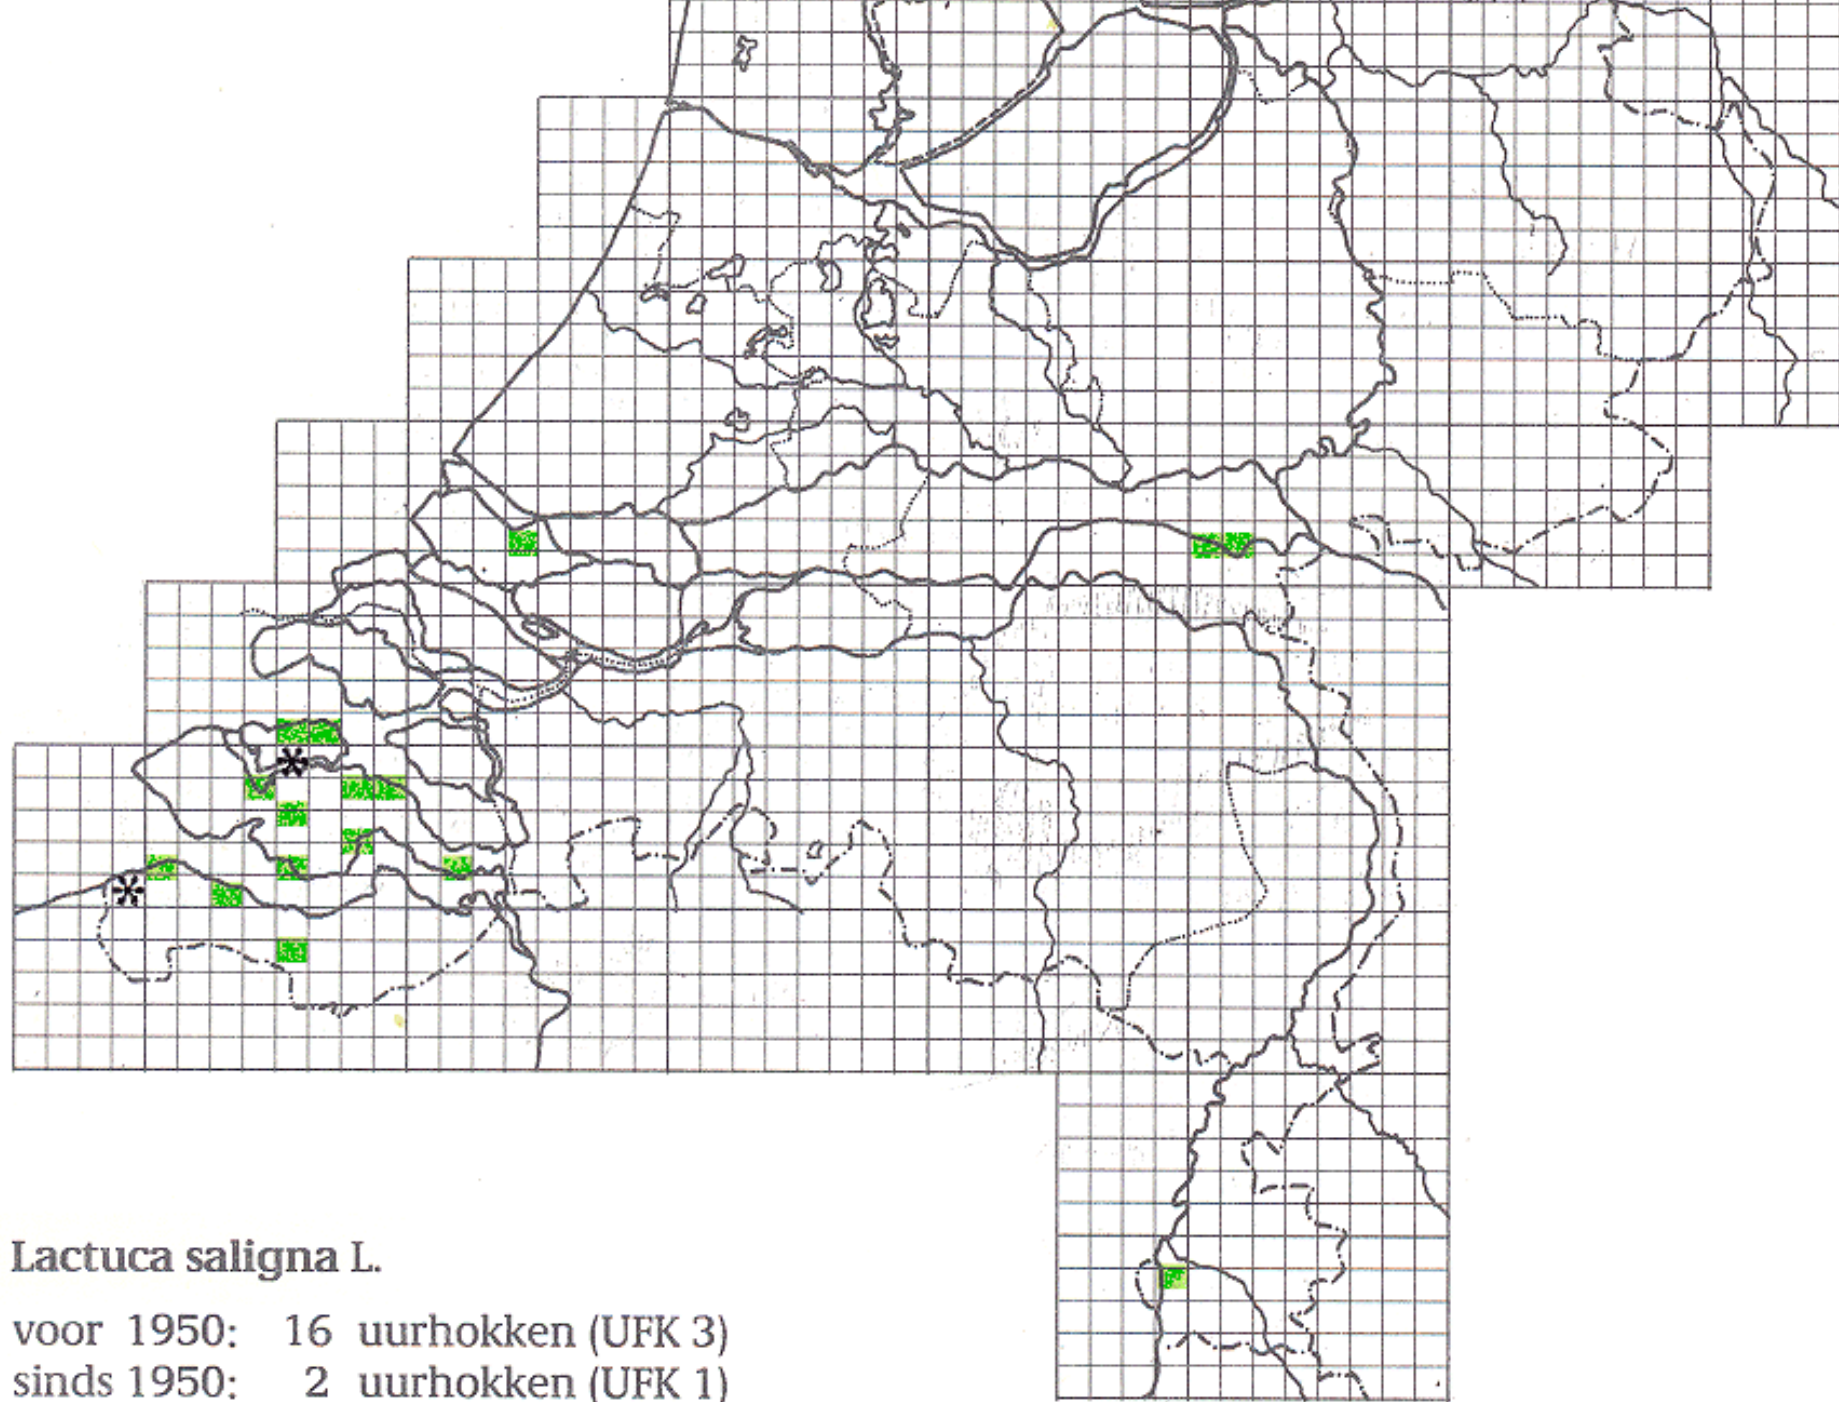 Lactuca saligna L.
voor 1950: 16 uurhokken (UFK 3)
sinds 1950: 2 uurhokken (UFK 1)